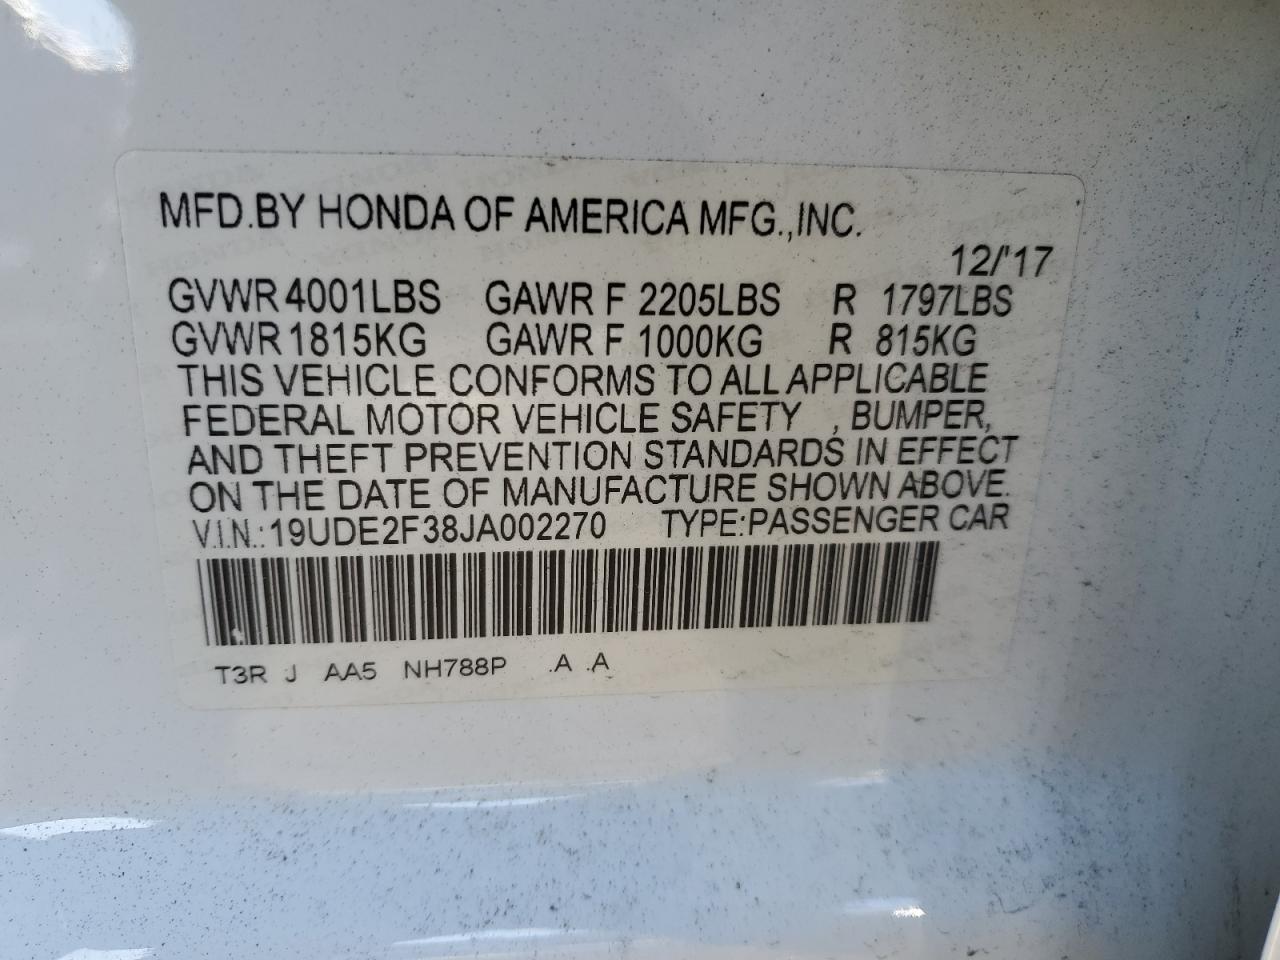 MFD.BY HONDA OF AMERICA MFG.,INC.
12/'17
GVWR 4001LBS GAWR F 2205LBS R 1797LBS
GVWR 1815KG GAWR F 1000KG R 815KG
THIS VEHICLE CONFORMS TO ALL APPLICABLE
FEDERAL MOTOR VEHICLE SAFETY , BUMPER,
AND THEFT PREVENTION STANDARDS IN EFFECT
ON THE DATE OF MANUFACTURE SHOWN ABOVE.
V.I.N.:19UDE2F38JA002270 TYPE:PASSENGER CAR
T3R J AA5 NH788P .A .A